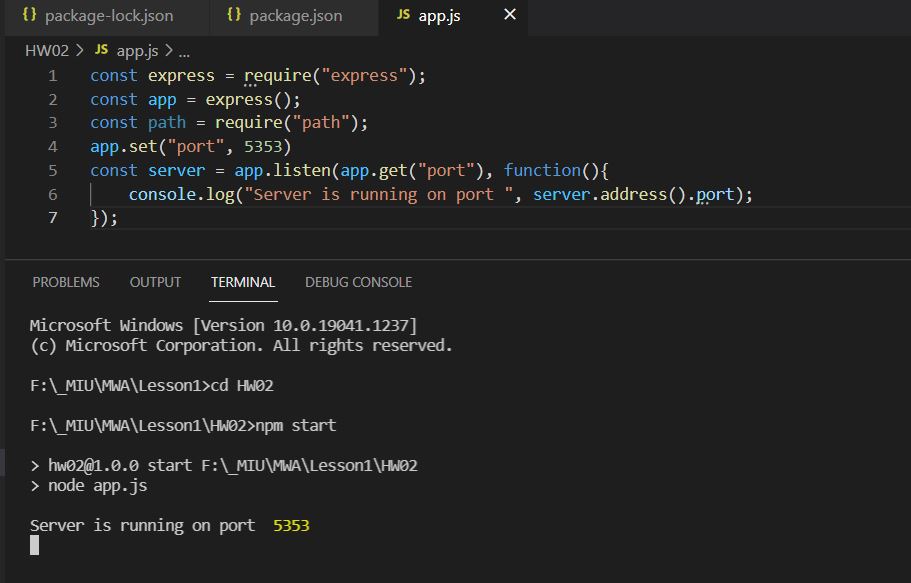 {} package-lock.json {} package.json JS app.js ×
HW02 > JS app.js > ...
1 const express = require("express");
2 const app = express();
3 const path = require("path");
4 app.set("port", 5353)
5 const server = app.listen(app.get("port"), function(){
6 console.log("Server is running on port ", server.address().port);
7 });
PROBLEMS OUTPUT TERMINAL DEBUG CONSOLE
Microsoft Windows [Version 10.0.19041.1237]
(c) Microsoft Corporation. All rights reserved.
F:\_MIU\MWA\Lesson1>cd HW02
F:\_MIU\MWA\Lesson1\HW02>npm start
> hw02@1.0.0 start F:\_MIU\MWA\Lesson1\HW02
> node app.js
Server is running on port  5353